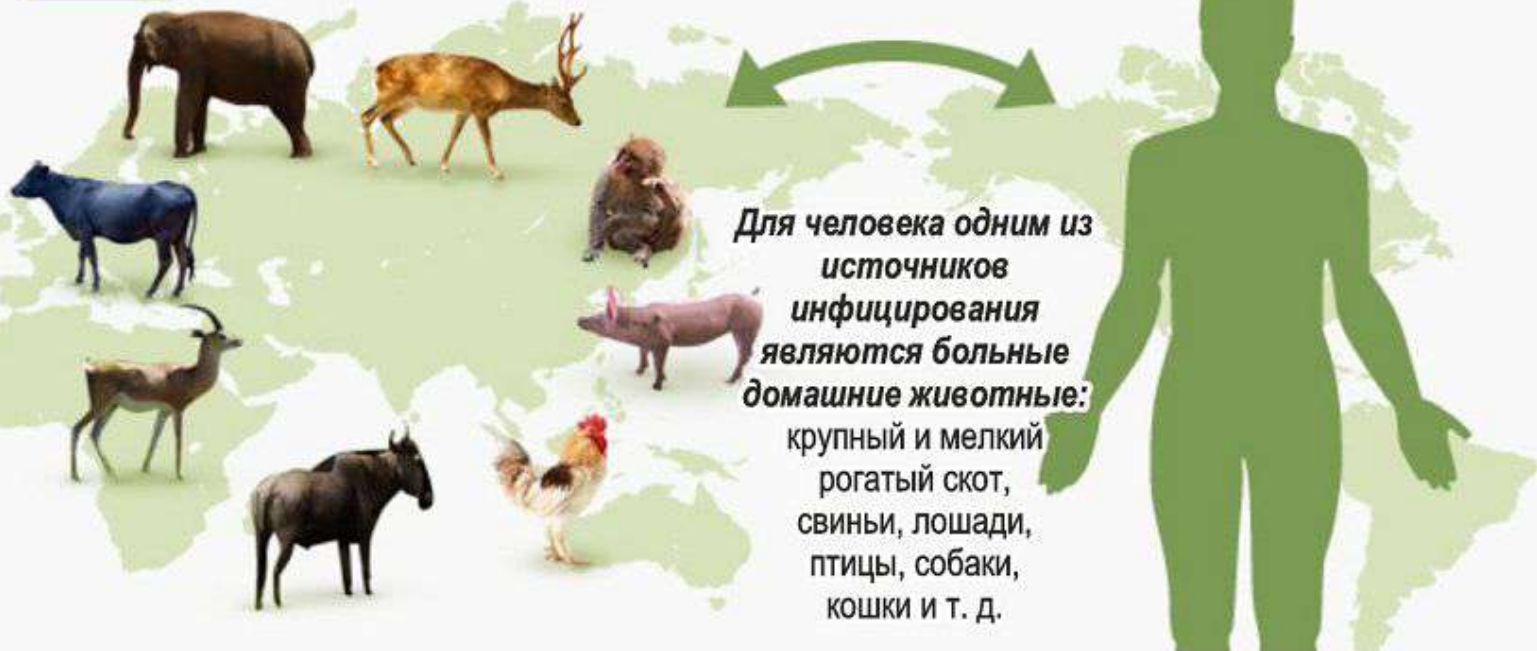 Для человека одним из
источников
инфицирования
являются больные
домашние животные:
крупный и мелкий
рогатый скот,
свиньи, лошади,
птицы, собаки,
кошки и т. д.